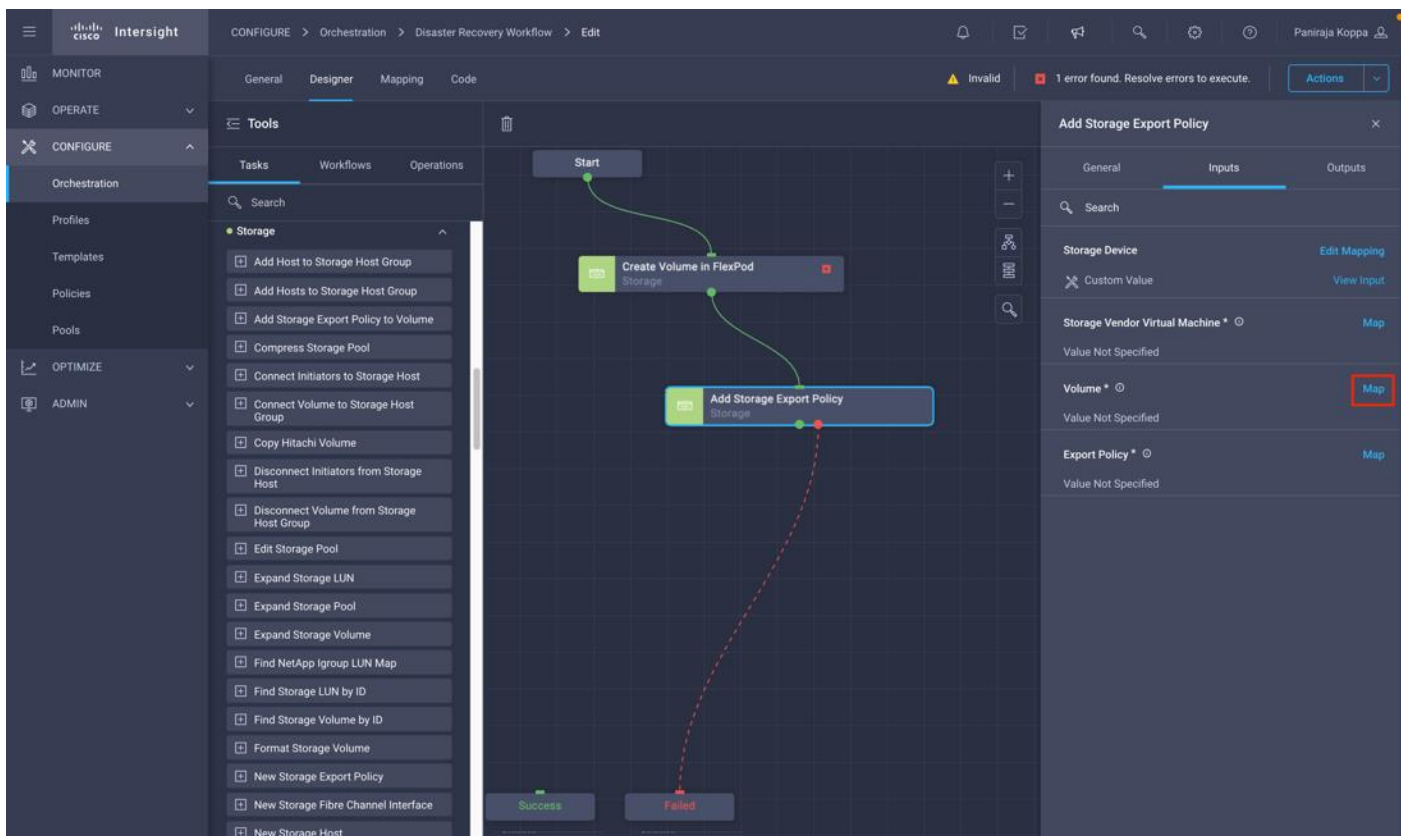 cisco Intersight
CONFIGURE > Orchestration > Disaster Recovery Workflow > Edit
Paniraja Koppa
MONITOR
OPERATE
CONFIGURE
Orchestration
Profiles
Templates
Policies
Pools
OPTIMIZE
ADMIN
General Designer Mapping Code
Invalid
1 error found. Resolve errors to execute.
Actions
Tools
Tasks Workflows Operations
Search
Storage
Add Host to Storage Host Group
Add Hosts to Storage Host Group
Add Storage Export Policy to Volume
Compress Storage Pool
Connect Initiators to Storage Host
Connect Volume to Storage Host
Group
Copy Hitachi Volume
Disconnect Initiators from Storage
Host
Disconnect Volume from Storage
Host Group
Edit Storage Pool
Expand Storage LUN
Expand Storage Pool
Expand Storage Volume
Find NetApp Igroup LUN Map
Find Storage LUN by ID
Find Storage Volume by ID
Format Storage Volume
New Storage Export Policy
New Storage Fibre Channel Interface
New Storage Host
Start
Create Volume in FlexPod
Storage
Add Storage Export Policy
Storage
Success
Failed
Add Storage Export Policy
General Inputs Outputs
Search
Storage Device Edit Mapping
Custom Value View Input
Storage Vendor Virtual Machine * Map
Value Not Specified
Volume * Map
Value Not Specified
Export Policy * Map
Value Not Specified